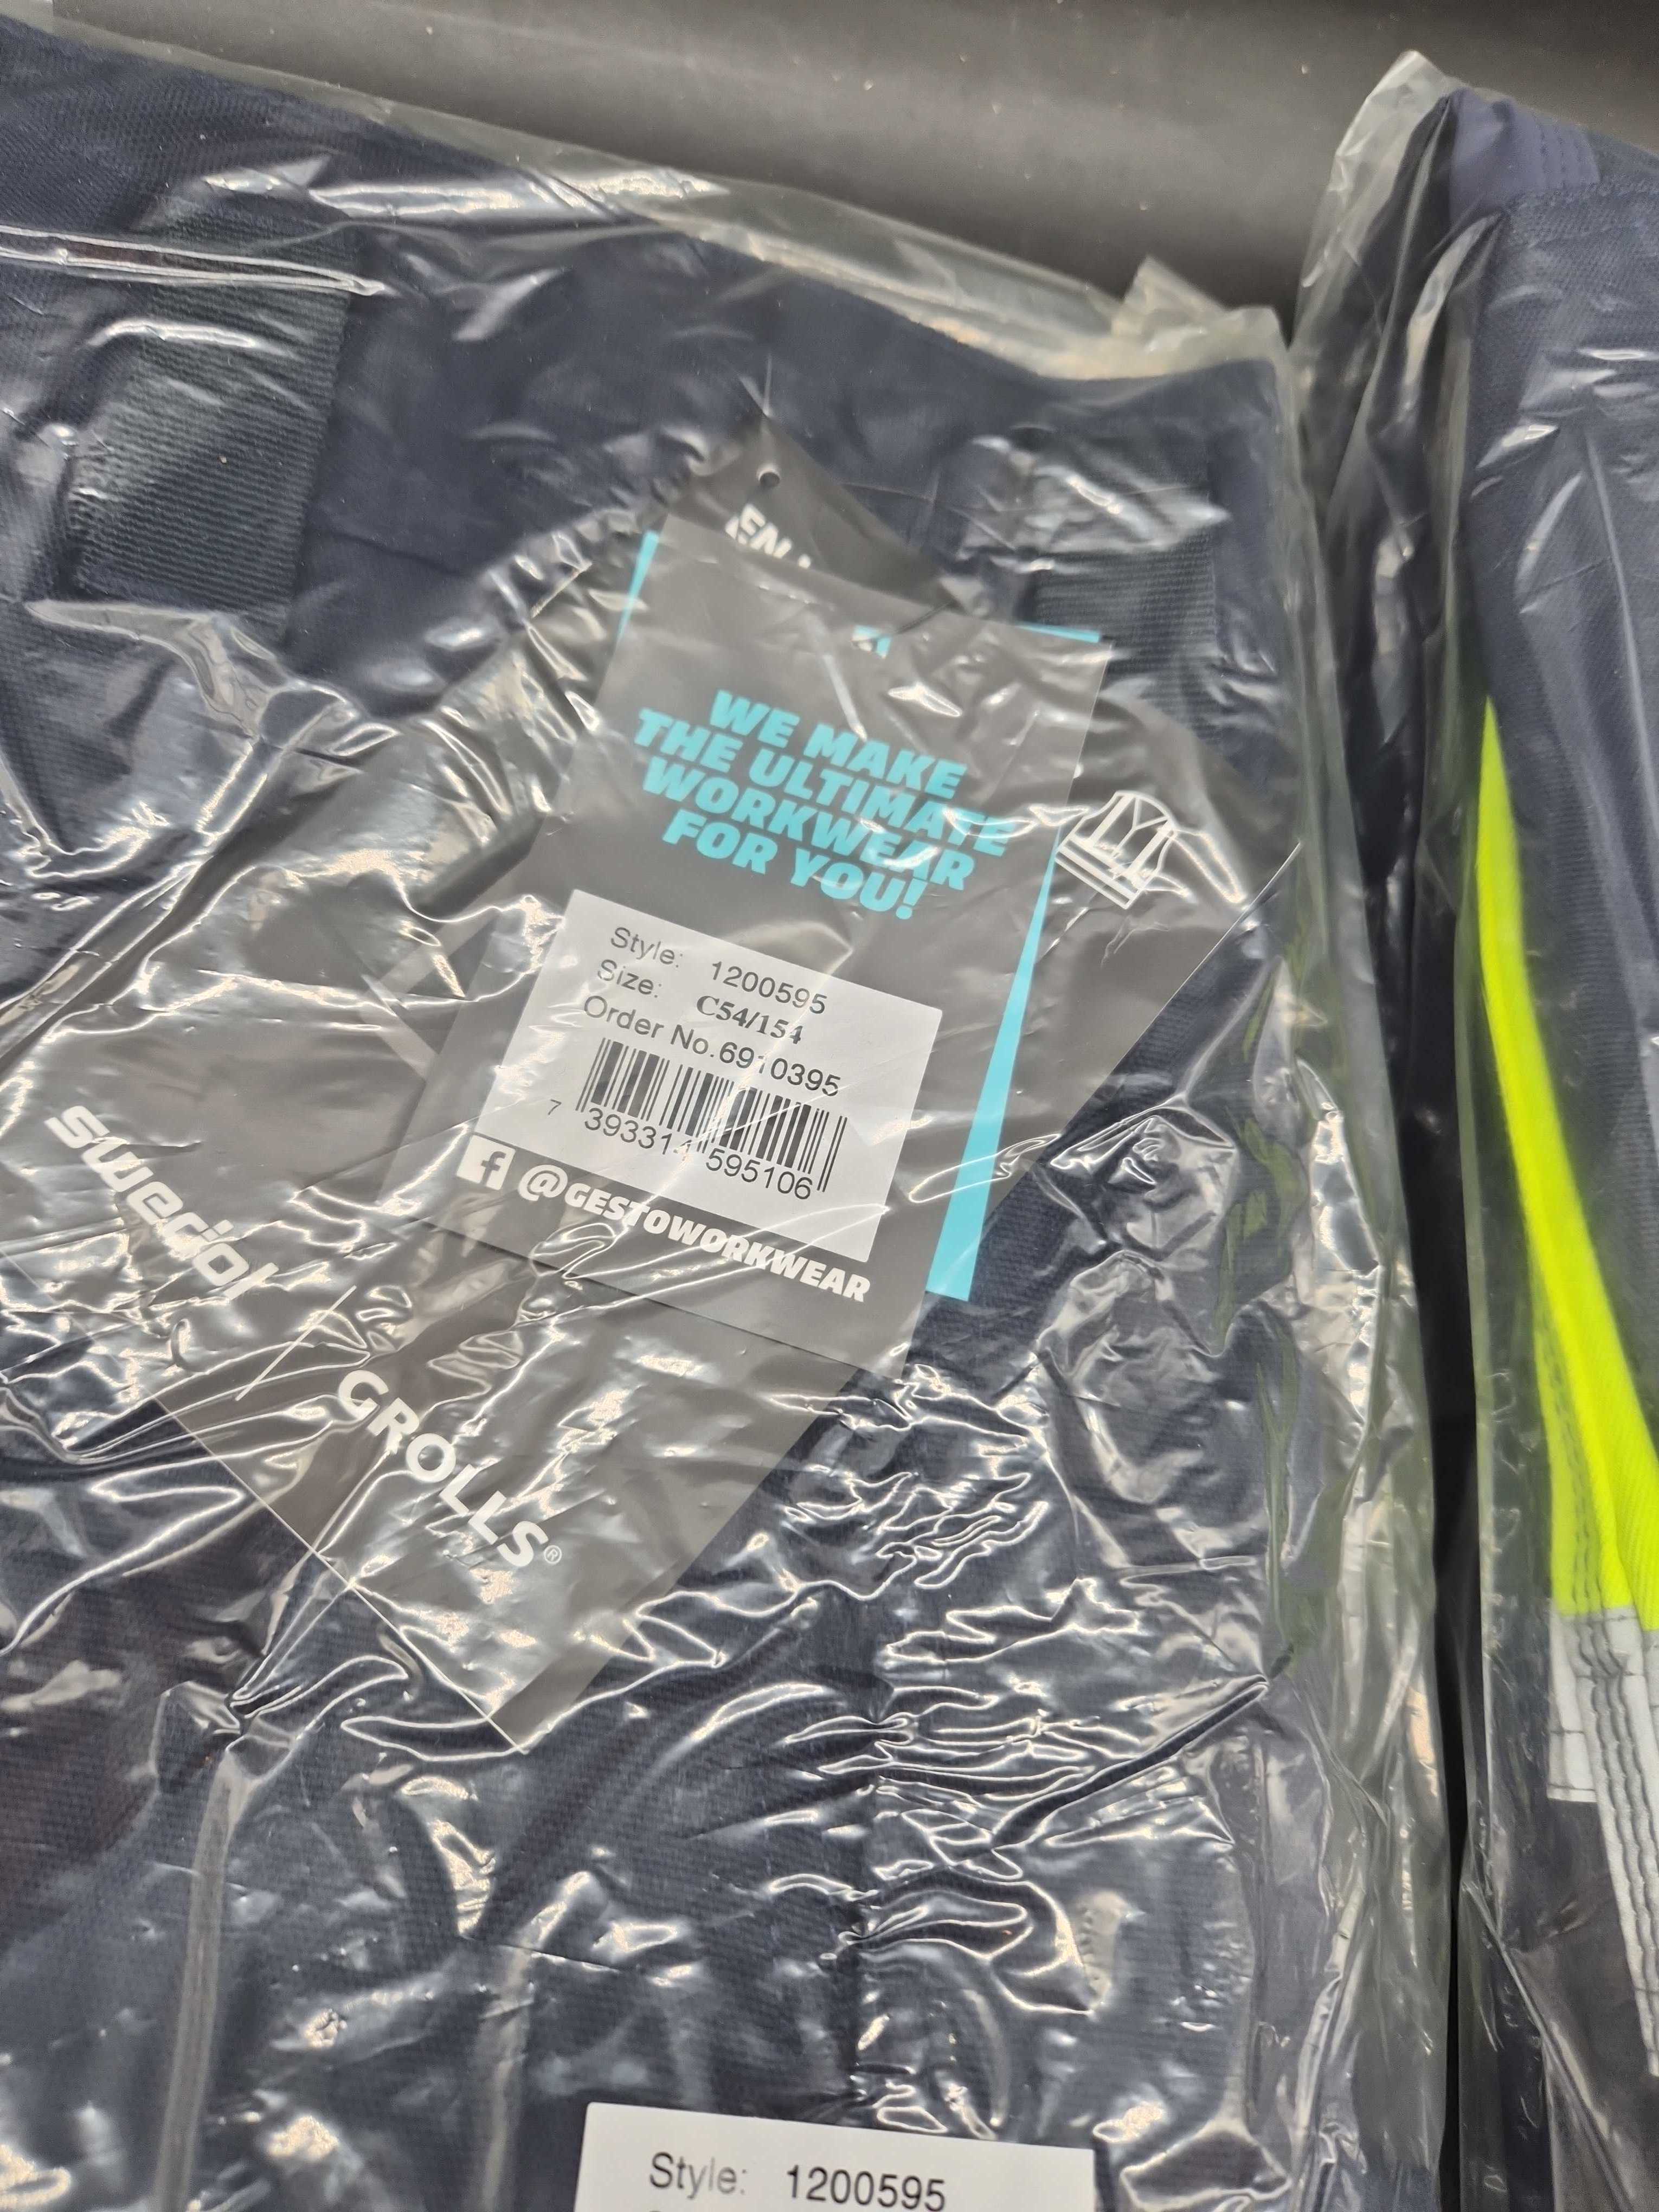 WE MAKE
THE ULTIMATE
WORKWEAR
FOR YOU!
Style: 1200595
Size: C54/154
Order No.6910395
7 393314 595106
@GESTOWORKWEAR
swedol
GROLLS®
Style: 1200595